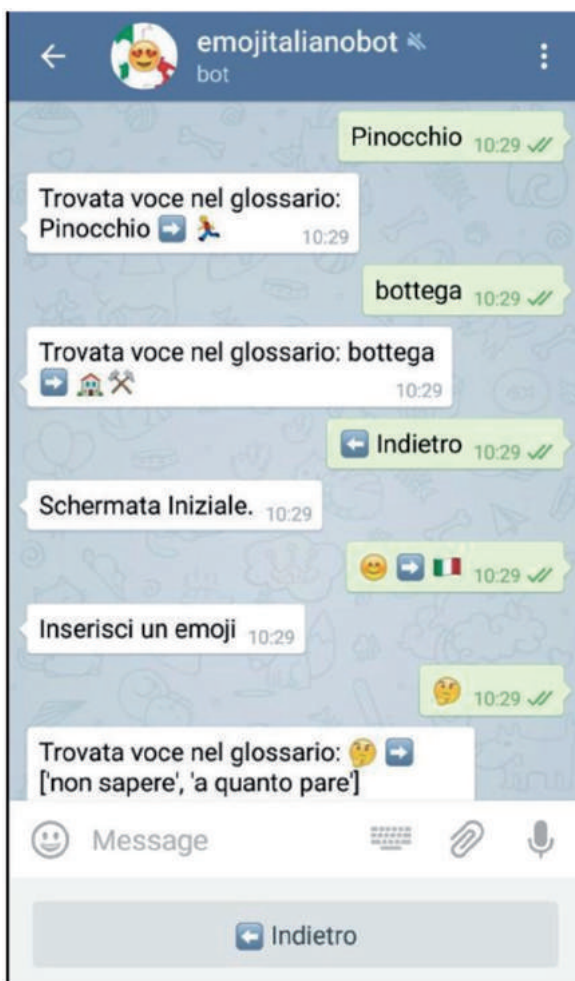 emojitalianobot
bot
Pinocchio 10:29
Trovata voce nel glossario:
Pinocchio ➡️ 🏃 10:29
bottega 10:29
Trovata voce nel glossario: bottega
➡️ 🏠⚒ 10:29
⬅️ Indietro 10:29
Schermata Iniziale. 10:29
😊 ➡️ 🇮🇹 10:29
Inserisci un emoji 10:29
🤔 10:29
Trovata voce nel glossario: 🤔 ➡️
['non sapere', 'a quanto pare']
Message
⬅️ Indietro